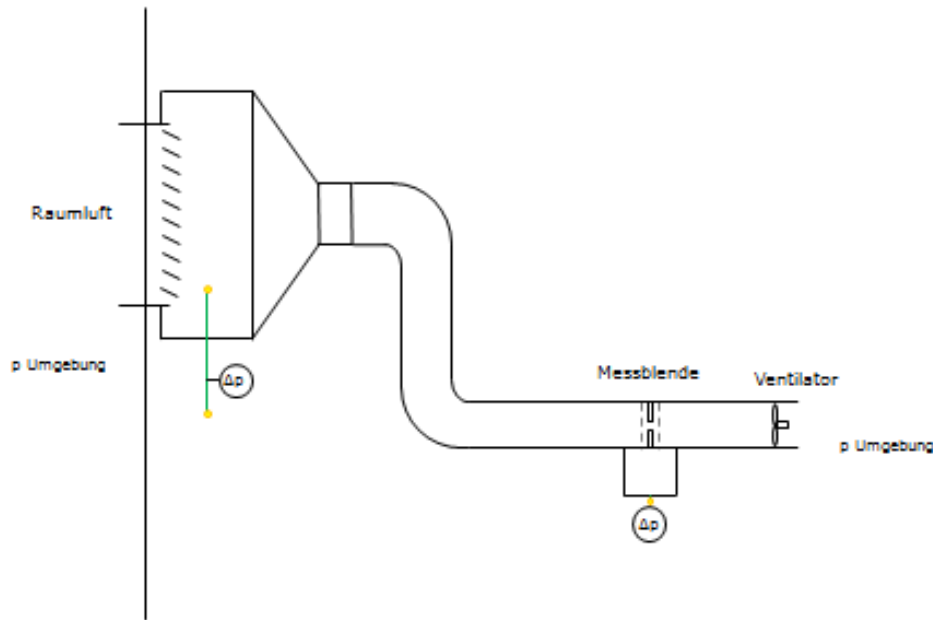 Raumluft
p Umgebung
Δp
Messblende
Ventilator
p Umgebung
Δp